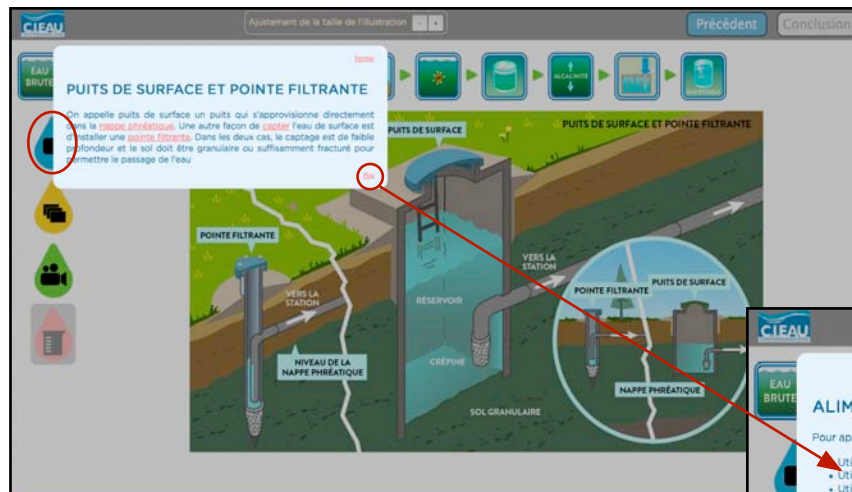 CIEAU
Ajustement de la taille de l'illustration - +
Précédent
Conclusion
EAU
BRUTE
ALCALINITÉ
fermer
PUITS DE SURFACE ET POINTE FILTRANTE
On appelle puits de surface un puits qui s'approvisionne directement
dans la nappe phréatique. Une autre façon de capter l'eau de surface est
d'installer une pointe filtrante. Dans les deux cas, le captage est de faible
profondeur et le sol doit être granulaire ou suffisamment fracturé pour
permettre le passage de l'eau
Plus
PUITS DE SURFACE
PUITS DE SURFACE ET POINTE FILTRANTE
POINTE FILTRANTE
VERS LA
STATION
NIVEAU DE LA
NAPPE PHRÉATIQUE
RÉSERVOIR
CRÉPINE
VERS LA
STATION
SOL GRANULAIRE
POINTE FILTRANTE
PUITS DE SURFACE
NAPPE PHRÉATIQUE
CIEAU
EAU
BRUTE
ALIM
Pour ap
• Uti
• Uti
• Uti